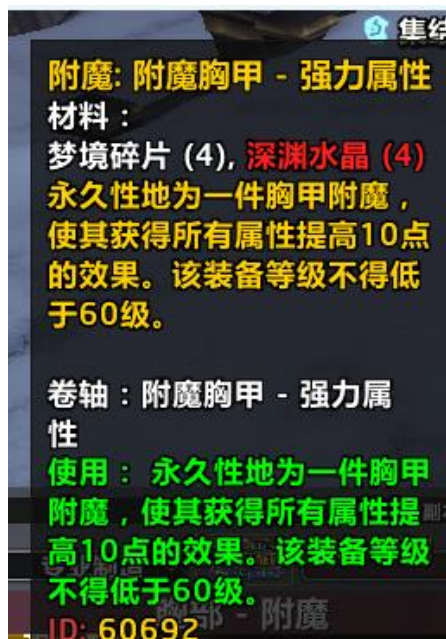 集结
附魔: 附魔胸甲 - 强力属性
材料：
梦境碎片 (4), 深渊水晶 (4)
永久性地为一件胸甲附魔，
使其获得所有属性提高10点
的效果。该装备等级不得低
于60级。
卷轴：附魔胸甲 - 强力属
性
使用： 永久性地为一件胸甲
附魔，使其获得所有属性提
高10点的效果。该装备等级
不得低于60级。
胸部 - 附魔
ID: 60692